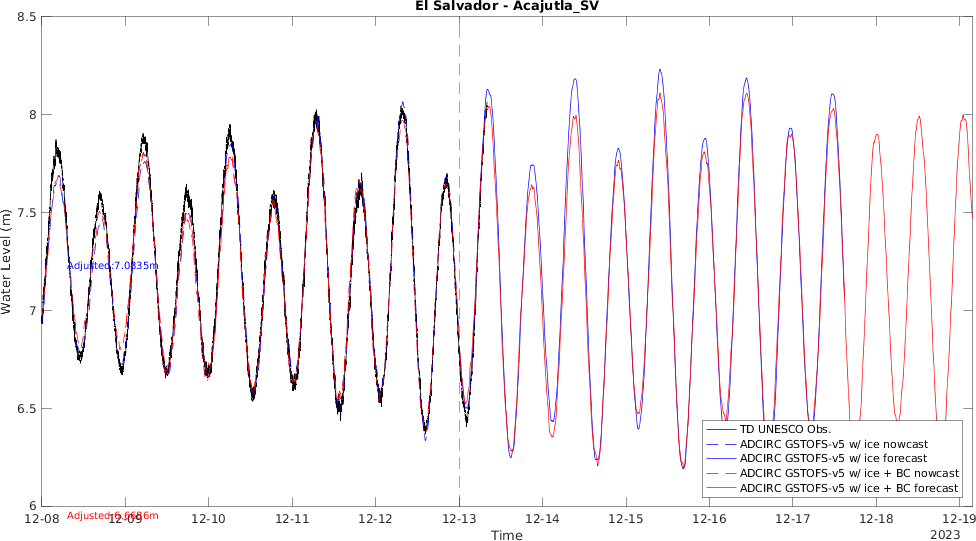 El Salvador - Acajutla_SV
8.5
8
7.5
7
6.5
6
Water Level (m)
Adjusted:7.0835m
Adjusted:6.6686m
TD UNESCO Obs.
ADCIRC GSTOFS-v5 w/ ice nowcast
ADCIRC GSTOFS-v5 w/ ice forecast
ADCIRC GSTOFS-v5 w/ ice + BC nowcast
ADCIRC GSTOFS-v5 w/ ice + BC forecast
12-08 12-09 12-10 12-11 12-12 12-13 12-14 12-15 12-16 12-17 12-18 12-19
Time
2023